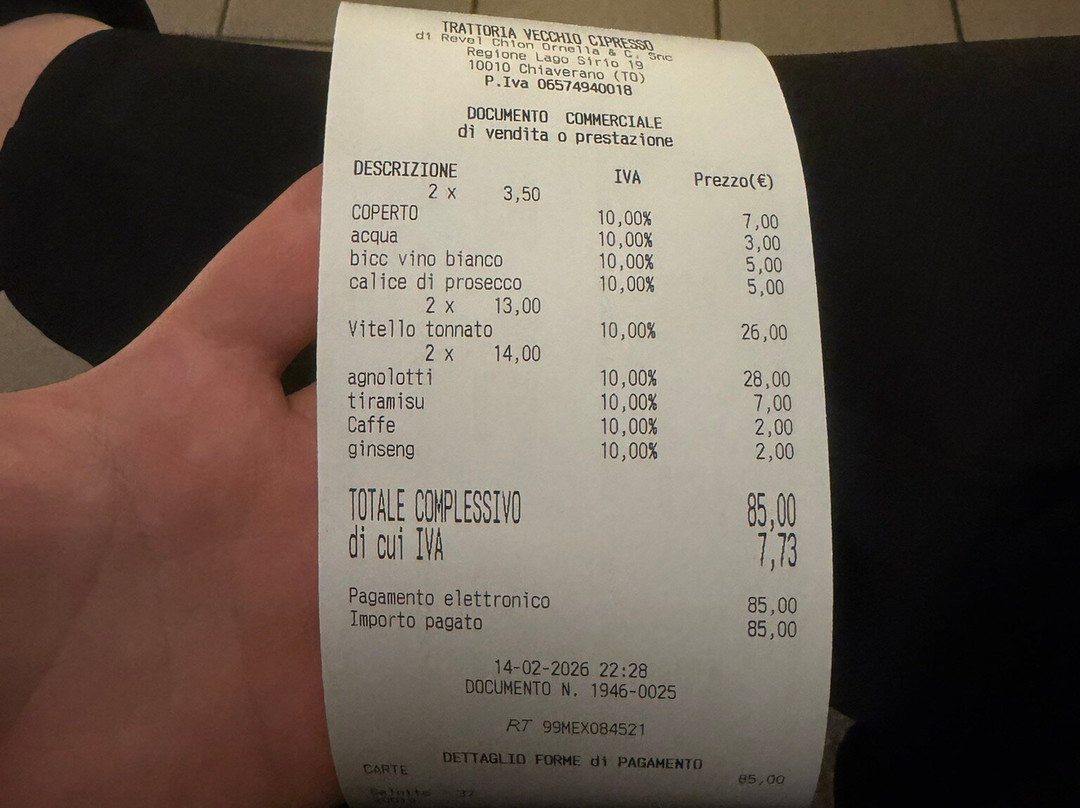 TRATTORIA VECCHIO CIPRESSO
di Revel Chion Ornella & C. Snc
Regione Lago Sirio 19
10010 Chiaverano (TO)
P.Iva 06574940018
DOCUMENTO COMMERCIALE
di vendita o prestazione
DESCRIZIONE IVA Prezzo(€)
2 x 3,50
COPERTO 10,00% 7,00
acqua 10,00% 3,00
bicc vino bianco 10,00% 5,00
calice di prosecco 10,00% 5,00
2 x 13,00
Vitello tonnato 10,00% 26,00
2 x 14,00
agnolotti 10,00% 28,00
tiramisu 10,00% 7,00
Caffe 10,00% 2,00
ginseng 10,00% 2,00
TOTALE COMPLESSIVO 85,00
di cui IVA 7,73
Pagamento elettronico 85,00
Importo pagato 85,00
14-02-2026 22:28
DOCUMENTO N. 1946-0025
RT 99MEX084521
DETTAGLIO FORME di PAGAMENTO
CARTE 85,00